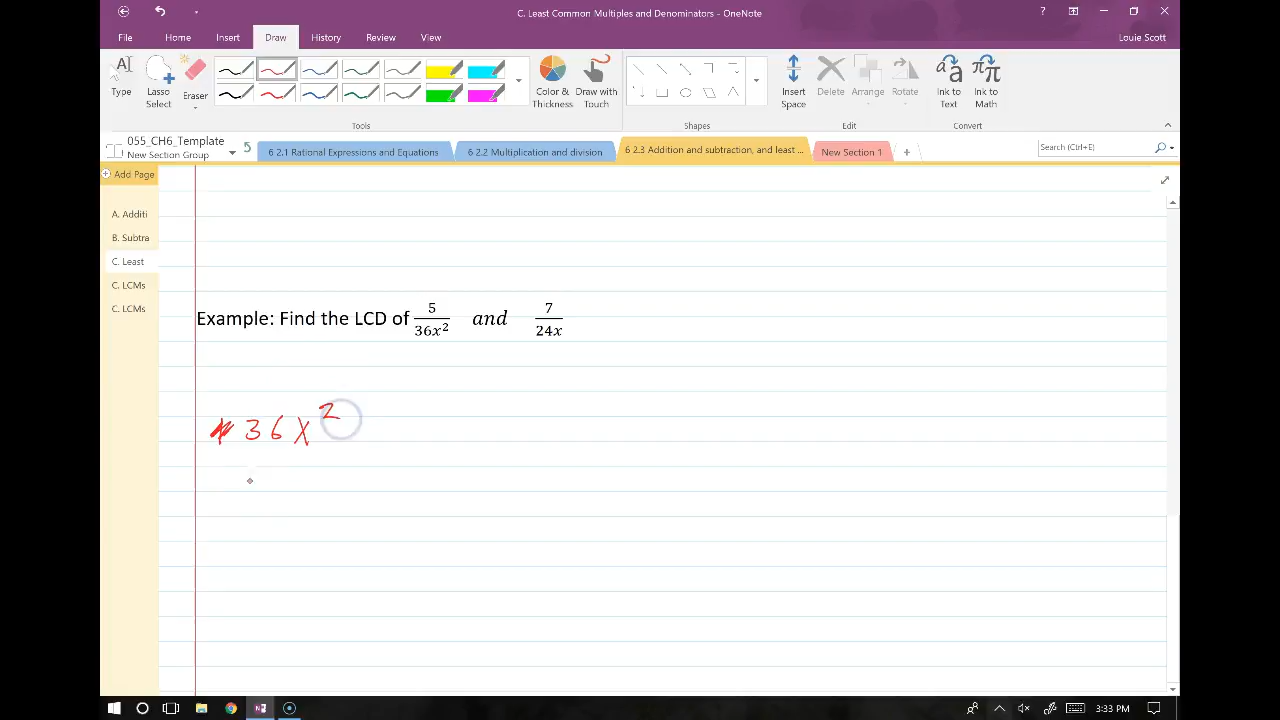 C. Least Common Multiples and Denominators - OneNote
?
File Home Insert Draw History Review View Louie Scott
Type Lasso Select Eraser Color & Thickness Draw with Touch Insert Space Delete Arrange Rotate Ink to Text Ink to Math
Tools Shapes Edit Convert
055_CH6_Template
New Section Group
6 2.1 Rational Expressions and Equations 6 2.2 Multiplication and division 6 2.3 Addition and subtraction, and least ... New Section 1 + Search (Ctrl+E)
Add Page
A. Additi
B. Subtra
C. Least
C. LCMs
C. LCMs
Example: Find the LCD of 5/36x² and 7/24x
36x²
3:33 PM